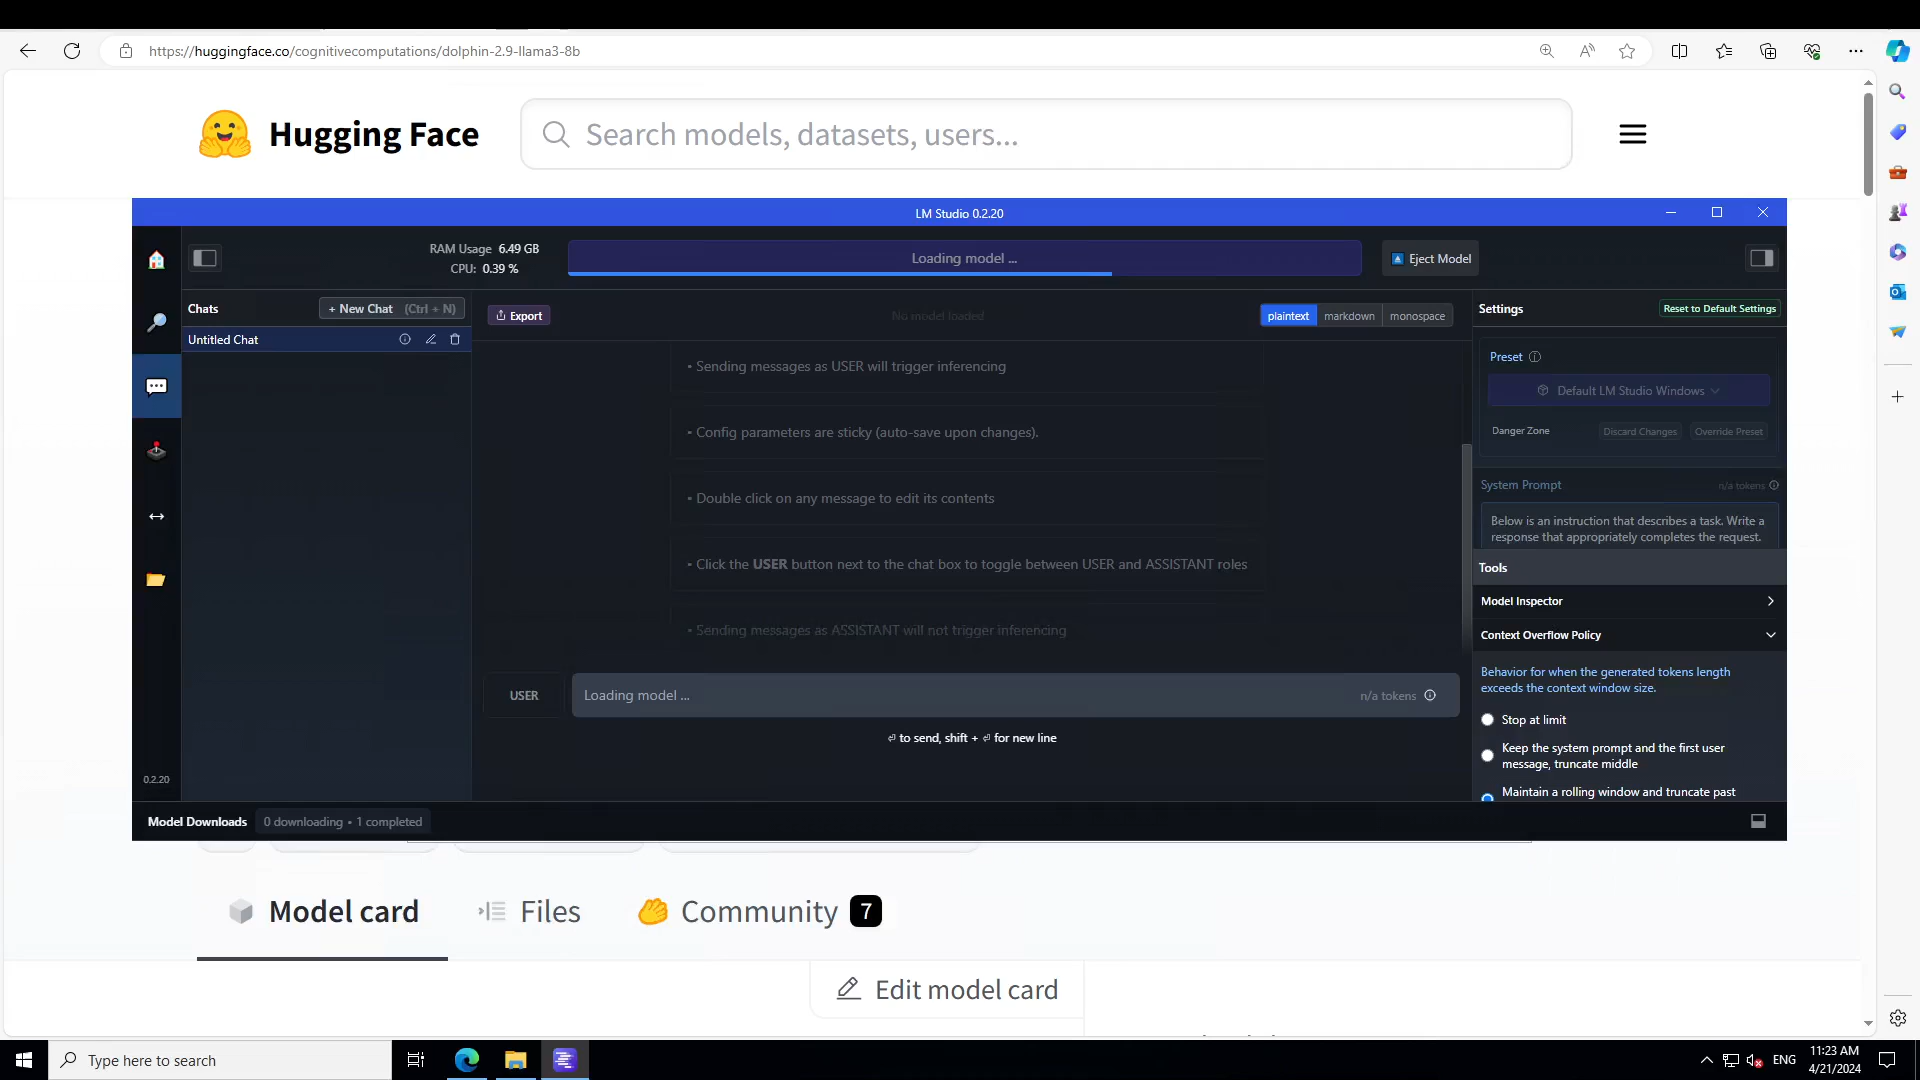 https://huggingface.co/cognitivecomputations/dolphin-2.9-llama3-8b
Hugging Face
Search models, datasets, users...
LM Studio 0.2.20
RAM Usage 6.49 GB
CPU: 0.39 %
Loading model ...
Eject Model
Chats
+ New Chat (Ctrl + N)
Export
No model loaded
plaintext
markdown
monospace
Settings
Reset to Default Settings
Untitled Chat
• Sending messages as USER will trigger inferencing
• Config parameters are sticky (auto-save upon changes).
• Double click on any message to edit its contents
• Click the USER button next to the chat box to toggle between USER and ASSISTANT roles
• Sending messages as ASSISTANT will not trigger inferencing
Preset
Default LM Studio Windows
Danger Zone
Discard Changes
Override Preset
System Prompt
n/a tokens
Below is an instruction that describes a task. Write a
response that appropriately completes the request.
Tools
Model Inspector
Context Overflow Policy
Behavior for when the generated tokens length
exceeds the context window size.
Stop at limit
Keep the system prompt and the first user
message, truncate middle
Maintain a rolling window and truncate past
USER
Loading model ...
n/a tokens
⏎ to send, shift + ⏎ for new line
0.2.20
Model Downloads
0 downloading • 1 completed
Model card
Files
Community 7
Edit model card
Type here to search
ENG
11:23 AM
4/21/2024